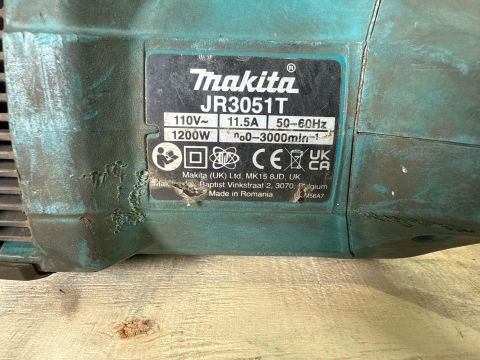 makita®
JR3051T
110V~ 11.5A 50-60Hz
1200W n₀0-3000min⁻¹
CE UK CA
Makita (UK) Ltd, MK15 8JD, UK
Baptist Vinkstraat 2, 3070, Belgium
Made in Romania